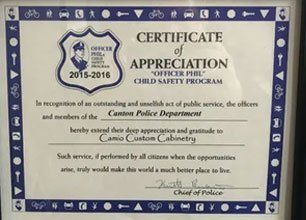 OFFICER
PHIL
CHILD
SAFETY
PROGRAM
2015-2016
CERTIFICATE
of
APPRECIATION
"OFFICER PHIL"
CHILD SAFETY PROGRAM
In recognition of an outstanding and unselfish act of public service, the officers
and members of the Canton Police Department
hereby extend their deep appreciation and gratitude to
Camio Custom Cabinetry
Such service, if performed by all citizens when the opportunities
arise, truly would make this world a much better place to live.
Chief of Police